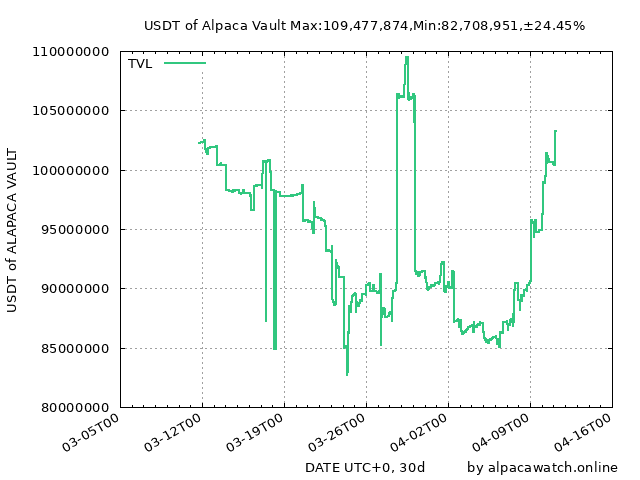 USDT of Alpaca Vault Max:109,477,874,Min:82,708,951,±24.45%
TVL
110000000
105000000
100000000
95000000
90000000
85000000
80000000
USDT of ALAPACA VAULT
03-05T00
03-12T00
03-19T00
03-26T00
04-02T00
04-09T00
04-16T00
DATE UTC+0, 30d
by alpacawatch.online